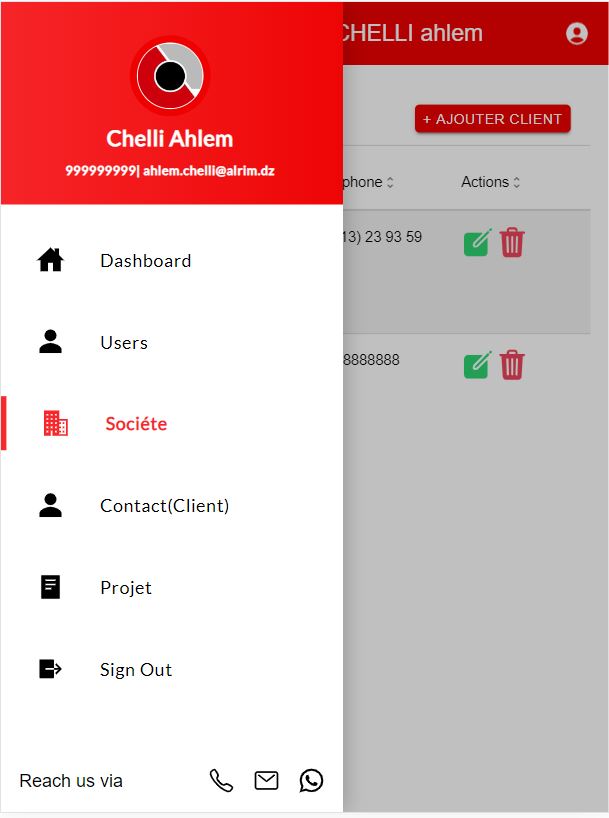 Chelli Ahlem
999999999| ahlem.chelli@alrim.dz
Dashboard
Users
Sociéte
Contact(Client)
Projet
Sign Out
Reach us via
CHELLI ahlem
+ AJOUTER CLIENT
phone
Actions
13) 23 93 59
8888888